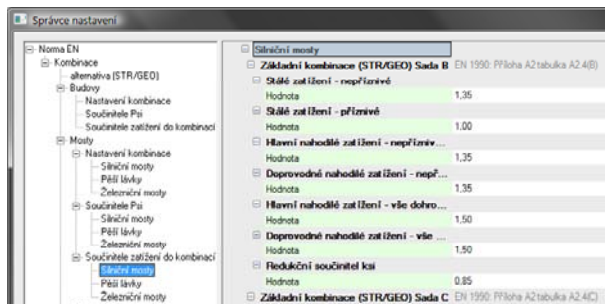 Správce nastavení
Norma EN
Kombinace
alternativa (STR/GEO)
Budovy
Nastavení kombinace
Součinitele Psi
Součinitele zatížení do kombinací
Mosty
Nastavení kombinace
Silniční mosty
Pěší lávky
Železniční mosty
Součinitele Psi
Silniční mosty
Pěší lávky
Železniční mosty
Součinitele zatížení do kombinací
Silniční mosty
Pěší lávky
Železniční mosty
Silniční mosty
Základní kombinace (STR/GEO) Sada B EN 1990: Příloha A2 tabulka A2.4(B)
Stálé zatížení - nepříznivé
Hodnota 1,35
Stálé zatížení - příznivé
Hodnota 1,00
Hlavní nahodilé zatížení - nepřízniv...
Hodnota 1,35
Doprovodné nahodilé zatížení - nepř...
Hodnota 1,35
Hlavní nahodilé zatížení - vše dohro...
Hodnota 1,50
Doprovodné nahodilé zatížení - vše ...
Hodnota 1,50
Redukční součinitel ksi
Hodnota 0,85
Základní kombinace (STR/GEO) Sada C EN 1990: Příloha A2 tabulka A2.4(C)